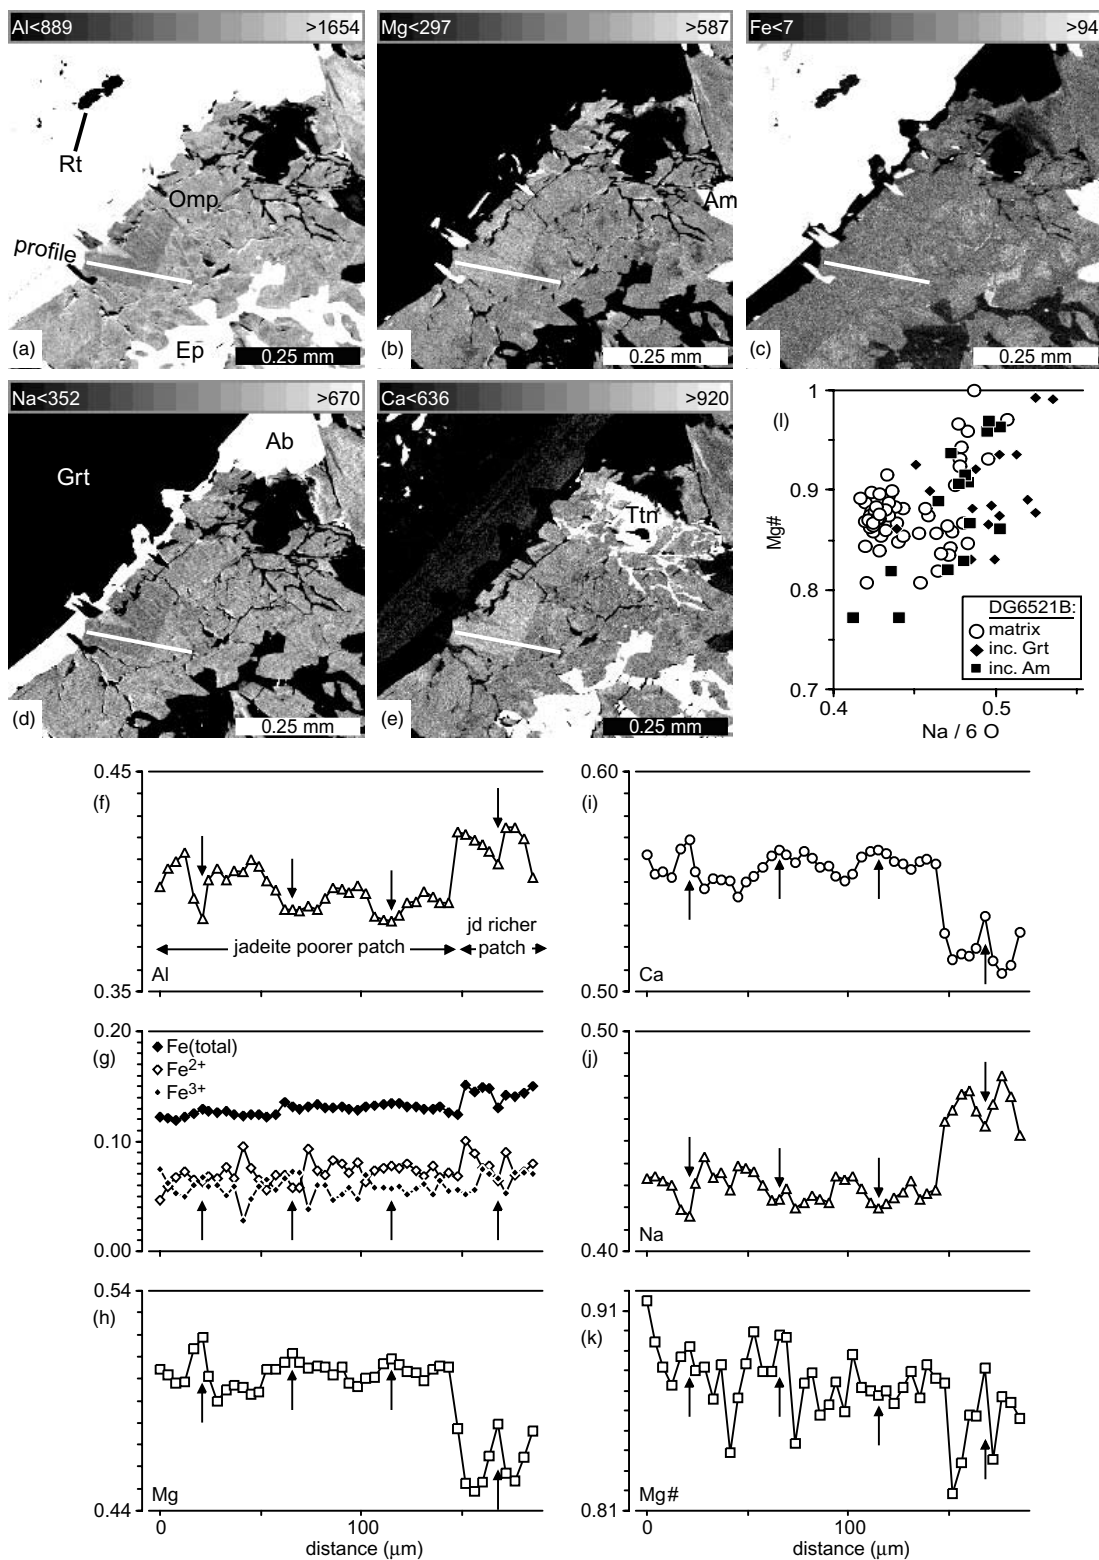 Al<889 >1654
Mg<297 >587
Fe<7 >94
Rt
Omp
profile
Ep
(a)
0.25 mm
Am
(b)
0.25 mm
(c)
0.25 mm
Na<352 >670
Ca<636 >920
Grt
Ab
(d)
0.25 mm
Ttn
(e)
0.25 mm
(l)
1
0.9
0.8
0.7
Mg#
DG6521B:
matrix
inc. Grt
inc. Am
0.4 0.5
Na / 6 O
0.45
(f)
jadeite poorer patch
jd richer
patch
Al
0.35
0.60
(i)
Ca
0.50
0.20
(g)
Fe(total)
Fe2+
Fe3+
0.10
0.00
0.50
(j)
Na
0.40
0.54
(h)
Mg
0.44
0 100
distance (µm)
0.91
(k)
Mg#
0.81
0 100
distance (µm)